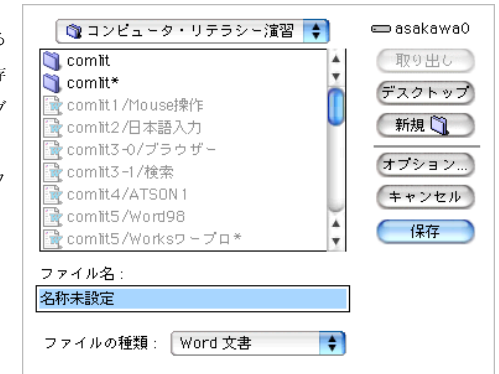 る
存
ブ
フ
コンピュータ・リテラシー演習
asakawa0
comlit
comlit*
comlit1/Mouse操作
comlit2/日本語入力
comlit3-0/ブラウザー
comlit3-1/検索
comlit4/ATSON1
comlit5/Word98
comlit5/Worksワープロ*
取り出し
デスクトップ
新規
オプション...
キャンセル
保存
ファイル名:
名称未設定
ファイルの種類: Word 文書